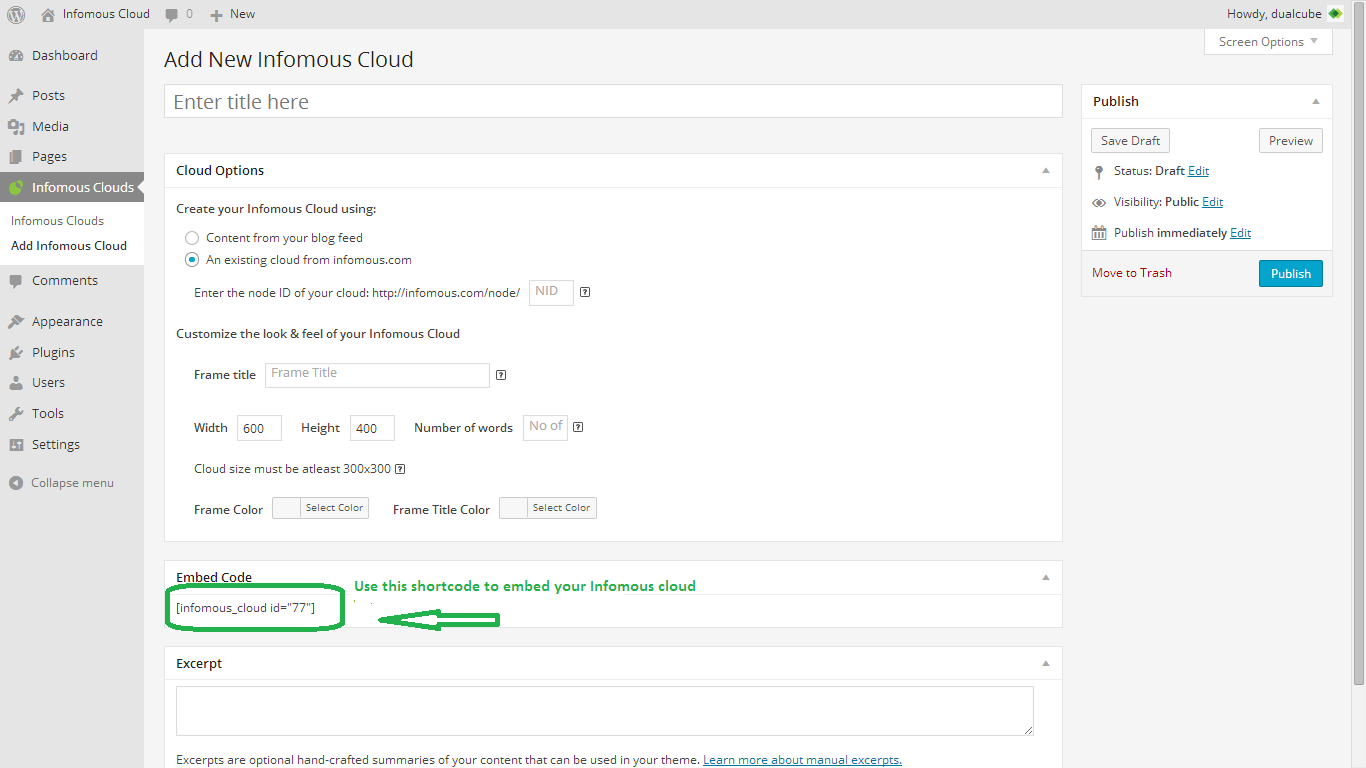 Infomous Cloud 0 New Howdy, dualcube
Screen Options
Dashboard
Posts
Media
Pages
Infomous Clouds
Infomous Clouds
Add Infomous Cloud
Comments
Appearance
Plugins
Users
Tools
Settings
Collapse menu
Add New Infomous Cloud
Enter title here
Cloud Options
Create your Infomous Cloud using:
Content from your blog feed
An existing cloud from infomous.com
Enter the node ID of your cloud: http://infomous.com/node/ NID ?
Customize the look & feel of your Infomous Cloud
Frame title Frame Title ?
Width 600 Height 400 Number of words No of ?
Cloud size must be atleast 300x300 ?
Frame Color Select Color Frame Title Color Select Color
Embed Code
Use this shortcode to embed your Infomous cloud
[infomous_cloud id="77"]
Excerpt
Excerpts are optional hand-crafted summaries of your content that can be used in your theme. Learn more about manual excerpts.
Publish
Save Draft Preview
Status: Draft Edit
Visibility: Public Edit
Publish immediately Edit
Move to Trash Publish